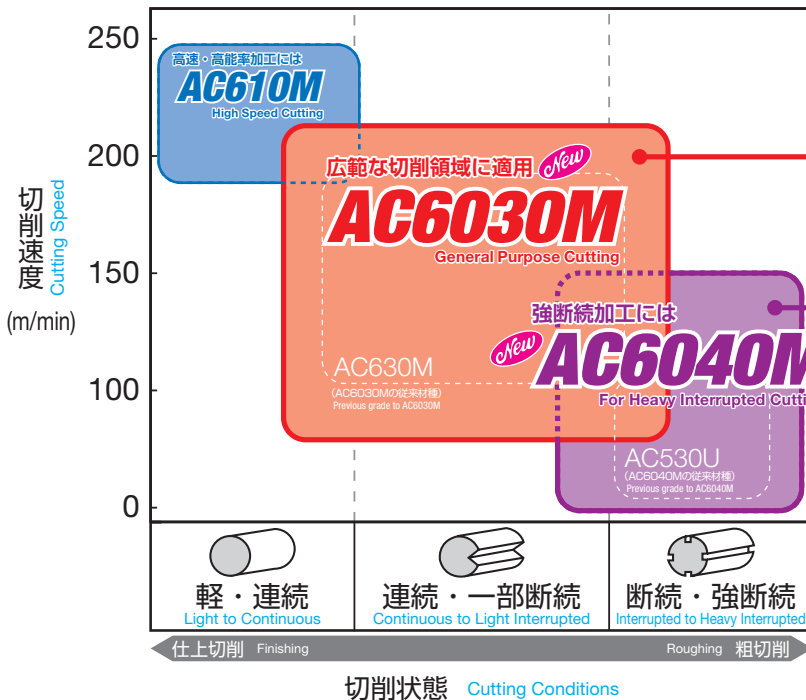 250
200
150
100
0
切削速度
Cutting Speed
(m/min)
高速・高能率加工には
AC610M
High Speed Cutting
広範な切削領域に適用 New
AC6030M
General Purpose Cutting
AC630M
(AC6030Mの従来材種)
Previous grade to AC6030M
強断続加工には
New AC6040M
For Heavy Interrupted Cutti
AC530U
(AC6040Mの従来材種)
Previous grade to AC6040M
軽・連続
Light to Continuous
連続・一部断続
Continuous to Light Interrupted
断続・強断続
Interrupted to Heavy Interrupted
仕上切削 Finishing
Roughing 粗切削
切削状態 Cutting Conditions